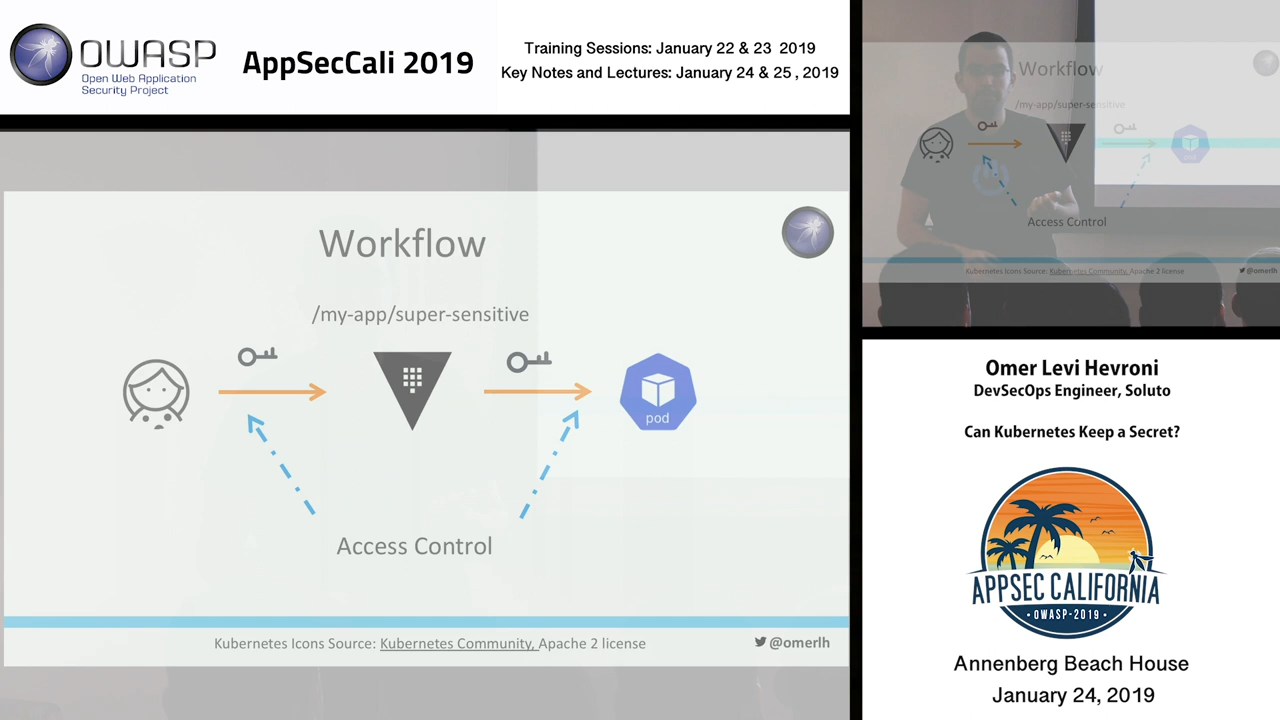 OWASP
Open Web Application
Security Project
AppSecCali 2019
Training Sessions: January 22 & 23 2019
Key Notes and Lectures: January 24 & 25 , 2019
Workflow
/my-app/super-sensitive
pod
Access Control
Kubernetes Icons Source: Kubernetes Community, Apache 2 license
@omerlh
Workflow
/my-app/super-sensitive
Access Control
Kubernetes Icons Source: Kubernetes Community, Apache 2 license
@omerlh
Omer Levi Hevroni
DevSecOps Engineer, Soluto
Can Kubernetes Keep a Secret?
APPSEC CALIFORNIA
OWASP-2019
Annenberg Beach House
January 24, 2019